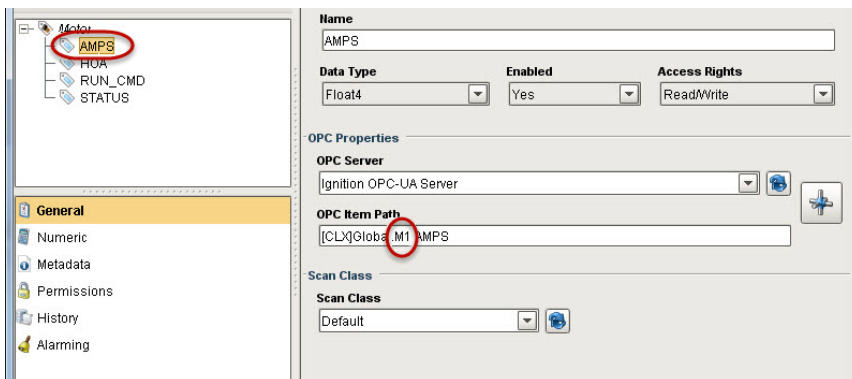 Motor
AMPS
HOA
RUN_CMD
STATUS
General
Numeric
Metadata
Permissions
History
Alarming
Name
AMPS
Data Type Enabled Access Rights
Float4 Yes Read/Write
OPC Properties
OPC Server
Ignition OPC-UA Server
OPC Item Path
[CLX]Global.M1.AMPS
Scan Class
Scan Class
Default